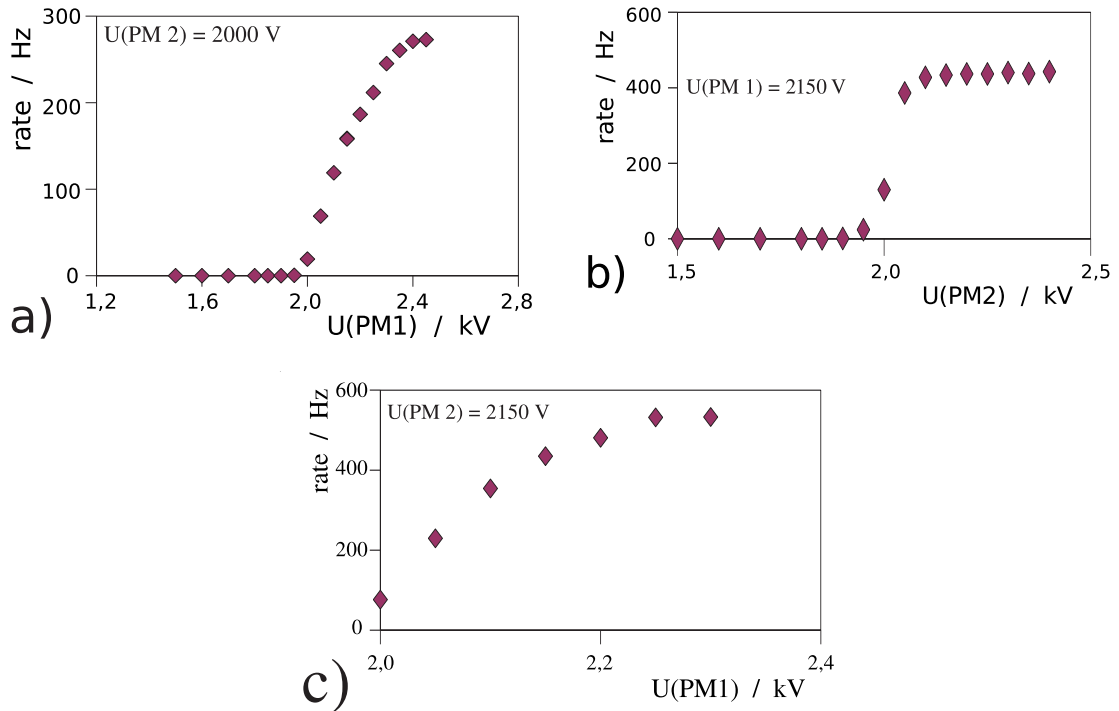 300
200
100
0
rate / Hz
U(PM 2) = 2000 V
1,2
1,6
2,0
2,4
2,8
U(PM1) / kV
a)
600
400
200
0
rate / Hz
U(PM 1) = 2150 V
1,5
2,0
2,5
U(PM2) / kV
b)
600
400
200
0
rate / Hz
U(PM 2) = 2150 V
2,0
2,2
2,4
U(PM1) / kV
c)